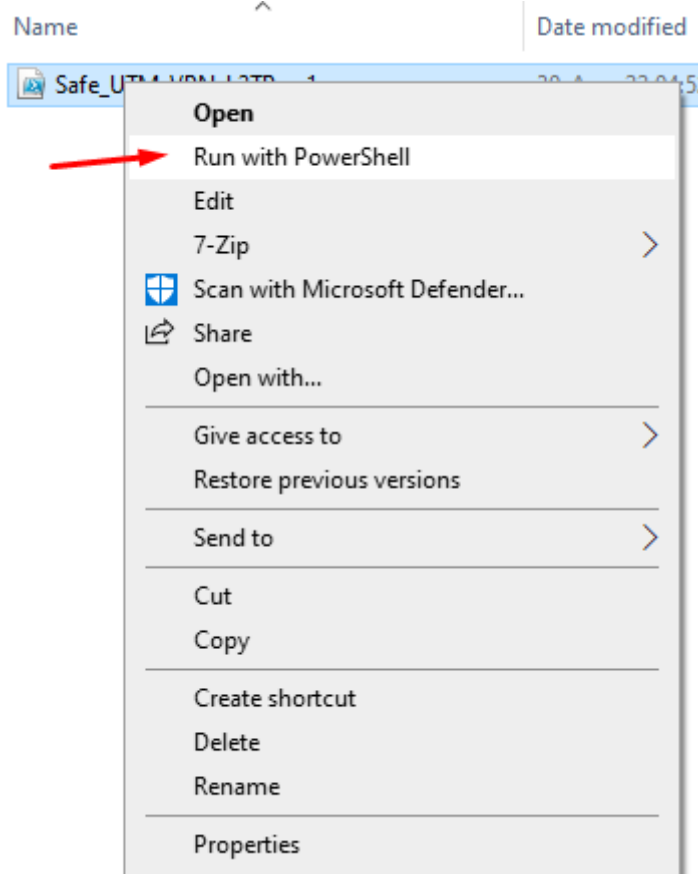 Name
Date modified
Open
Run with PowerShell
Edit
7-Zip
Scan with Microsoft Defender...
Share
Open with...
Give access to
Restore previous versions
Send to
Cut
Copy
Create shortcut
Delete
Rename
Properties